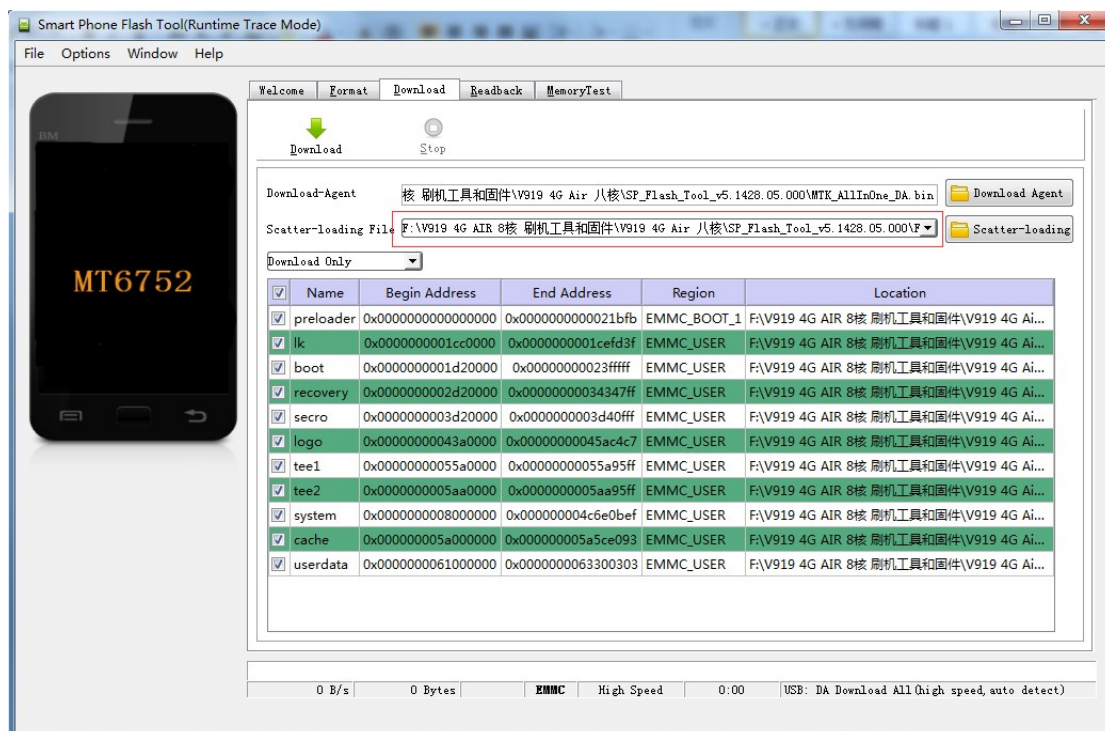 Smart Phone Flash Tool(Runtime Trace Mode)
File Options Window Help
Welcome Format Download Readback MemoryTest
BM
Download Stop
Download-Agent 核 刷机工具和固件\V919 4G Air 八核\SP_Flash_Tool_v5.1428.05.000\MTK_AllInOne_DA.bin Download Agent
Scatter-loading File F:\V919 4G AIR 8核 刷机工具和固件\V919 4G Air 八核\SP_Flash_Tool_v5.1428.05.000\F Scatter-loading
Download Only
MT6752
Name Begin Address End Address Region Location
preloader 0x0000000000000000 0x0000000000021bfb EMMC_BOOT_1 F:\V919 4G AIR 8核 刷机工具和固件\V919 4G Ai...
lk 0x0000000001cc0000 0x0000000001cefd3f EMMC_USER F:\V919 4G AIR 8核 刷机工具和固件\V919 4G Ai...
boot 0x0000000001d20000 0x00000000023fffff EMMC_USER F:\V919 4G AIR 8核 刷机工具和固件\V919 4G Ai...
recovery 0x0000000002d20000 0x00000000034347ff EMMC_USER F:\V919 4G AIR 8核 刷机工具和固件\V919 4G Ai...
secro 0x0000000003d20000 0x0000000003d40fff EMMC_USER F:\V919 4G AIR 8核 刷机工具和固件\V919 4G Ai...
logo 0x00000000043a0000 0x00000000045ac4c7 EMMC_USER F:\V919 4G AIR 8核 刷机工具和固件\V919 4G Ai...
tee1 0x00000000055a0000 0x00000000055a95ff EMMC_USER F:\V919 4G AIR 8核 刷机工具和固件\V919 4G Ai...
tee2 0x0000000005aa0000 0x0000000005aa95ff EMMC_USER F:\V919 4G AIR 8核 刷机工具和固件\V919 4G Ai...
system 0x0000000008000000 0x000000004c6e0bef EMMC_USER F:\V919 4G AIR 8核 刷机工具和固件\V919 4G Ai...
cache 0x000000005a000000 0x000000005a5ce093 EMMC_USER F:\V919 4G AIR 8核 刷机工具和固件\V919 4G Ai...
userdata 0x0000000061000000 0x0000000063300303 EMMC_USER F:\V919 4G AIR 8核 刷机工具和固件\V919 4G Ai...
0 B/s 0 Bytes EMMC High Speed 0:00 USB: DA Download All(high speed,auto detect)